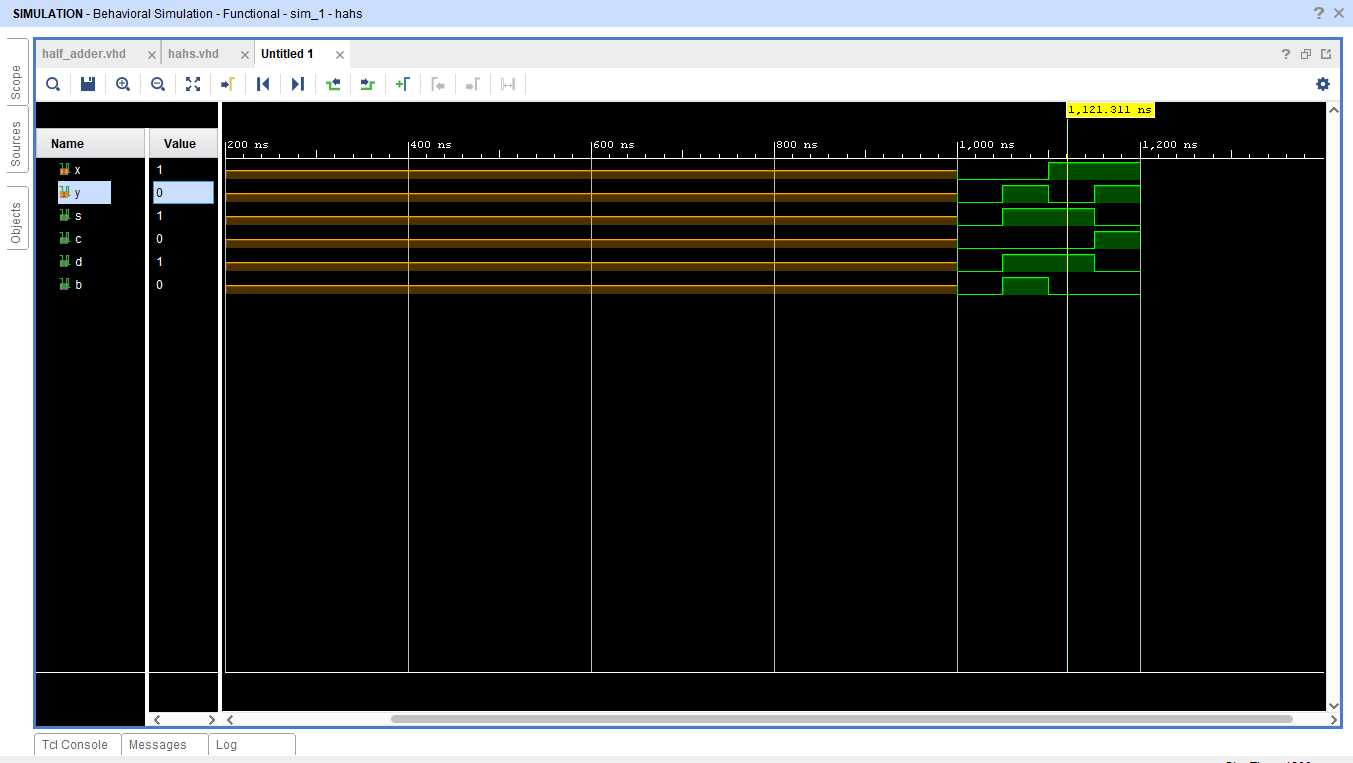 SIMULATION - Behavioral Simulation - Functional - sim_1 - hahs
? ×
Scope
Sources
Objects
half_adder.vhd × hahs.vhd × Untitled 1 ×
?
1,121.311 ns
Name Value
200 ns 400 ns 600 ns 800 ns 1,000 ns 1,200 ns
x 1
y 0
s 1
c 0
d 1
b 0
Tcl Console Messages Log